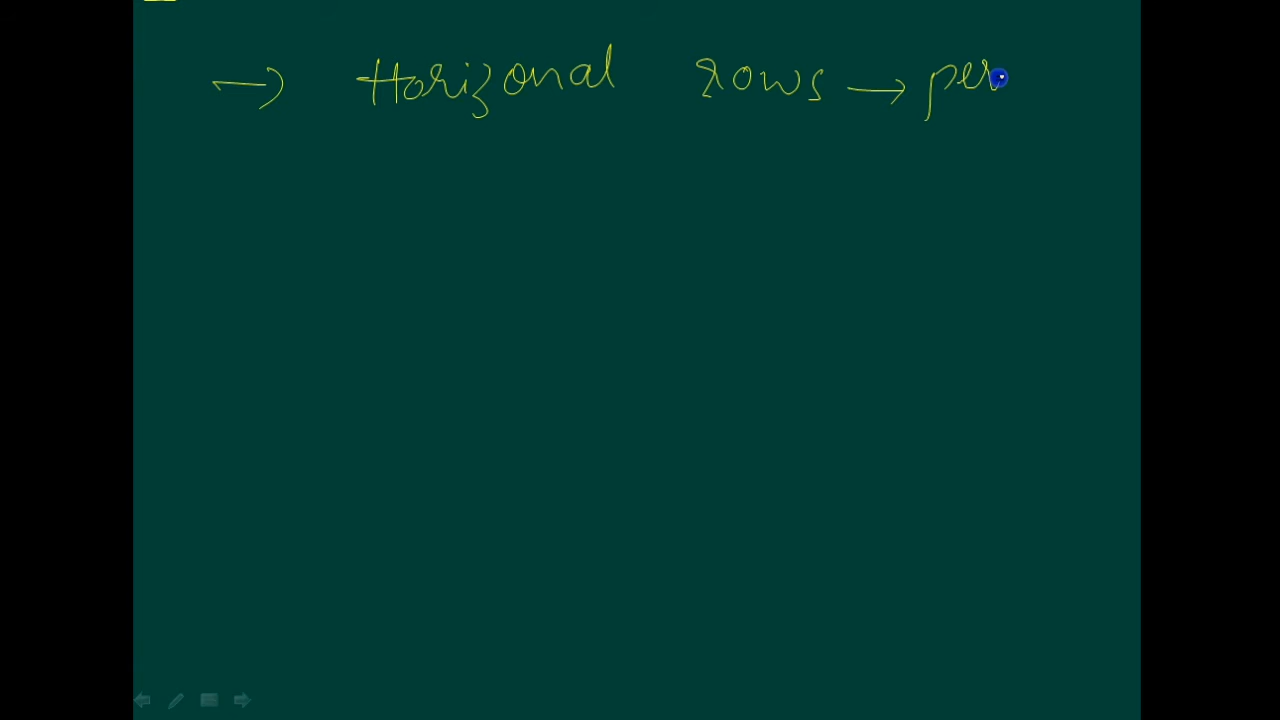 → Horizonal rows → per